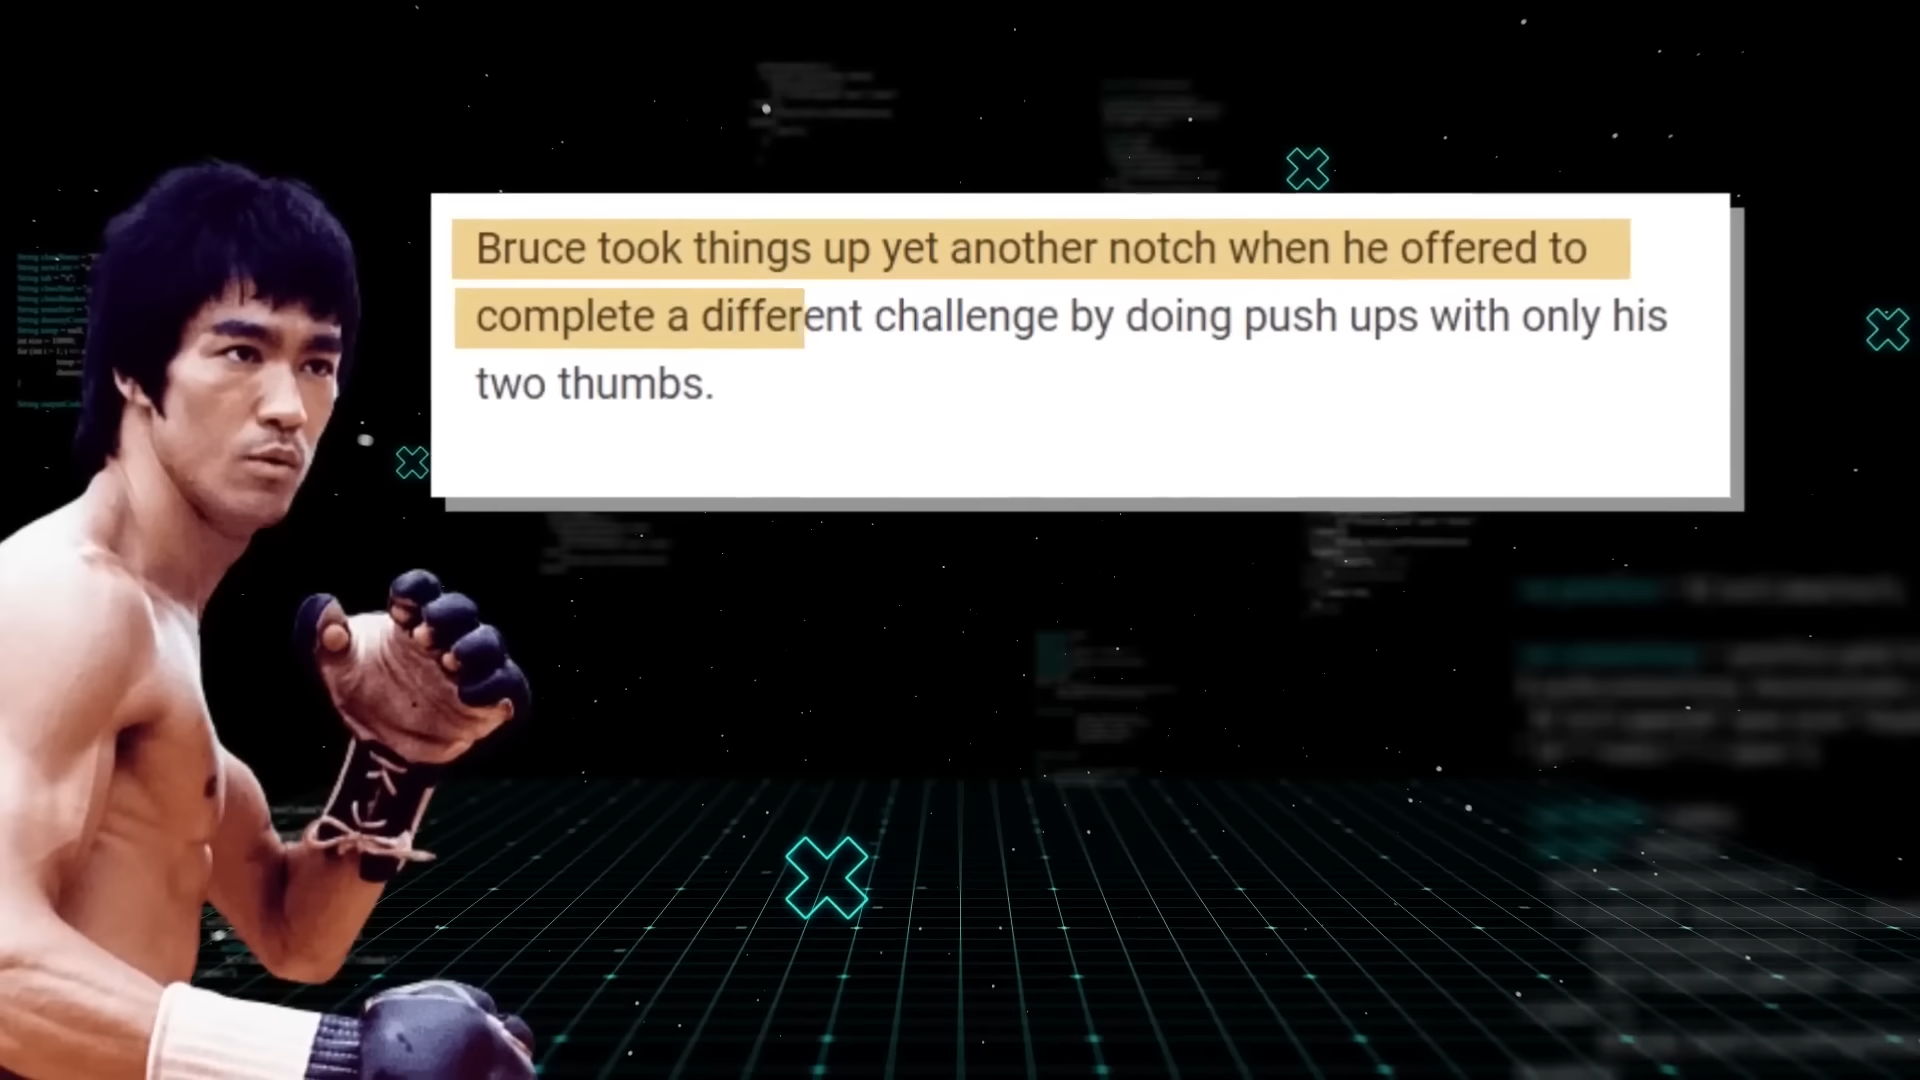 Bruce took things up yet another notch when he offered to
complete a different challenge by doing push ups with only his
two thumbs.